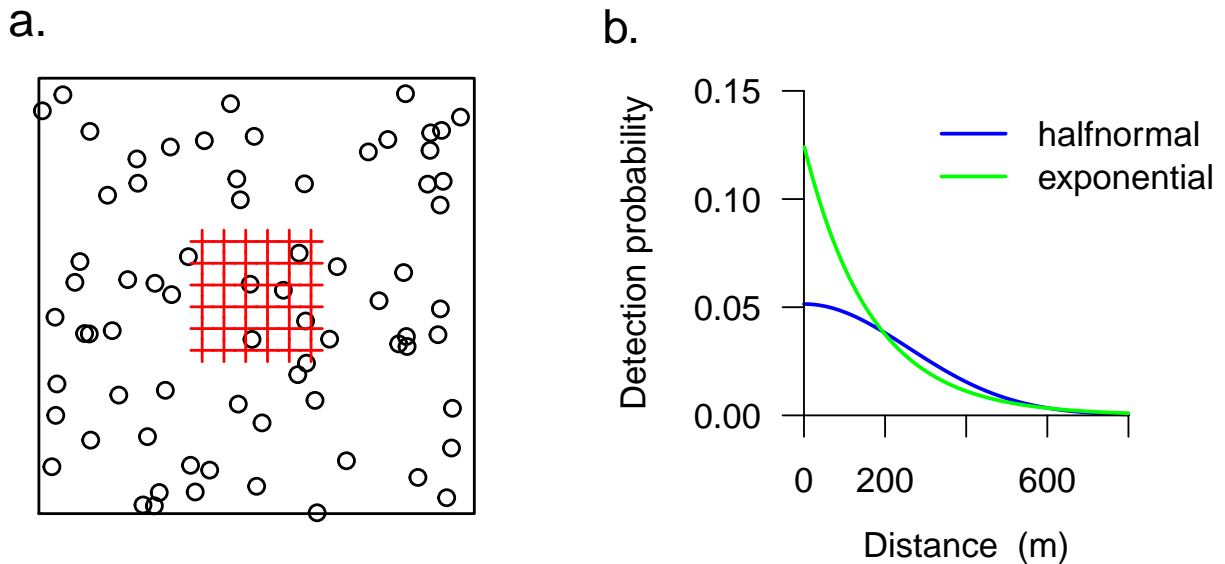 a.
b.
0.15
0.10
0.05
0.00
Detection probability
halfnormal
exponential
0
200
600
Distance (m)